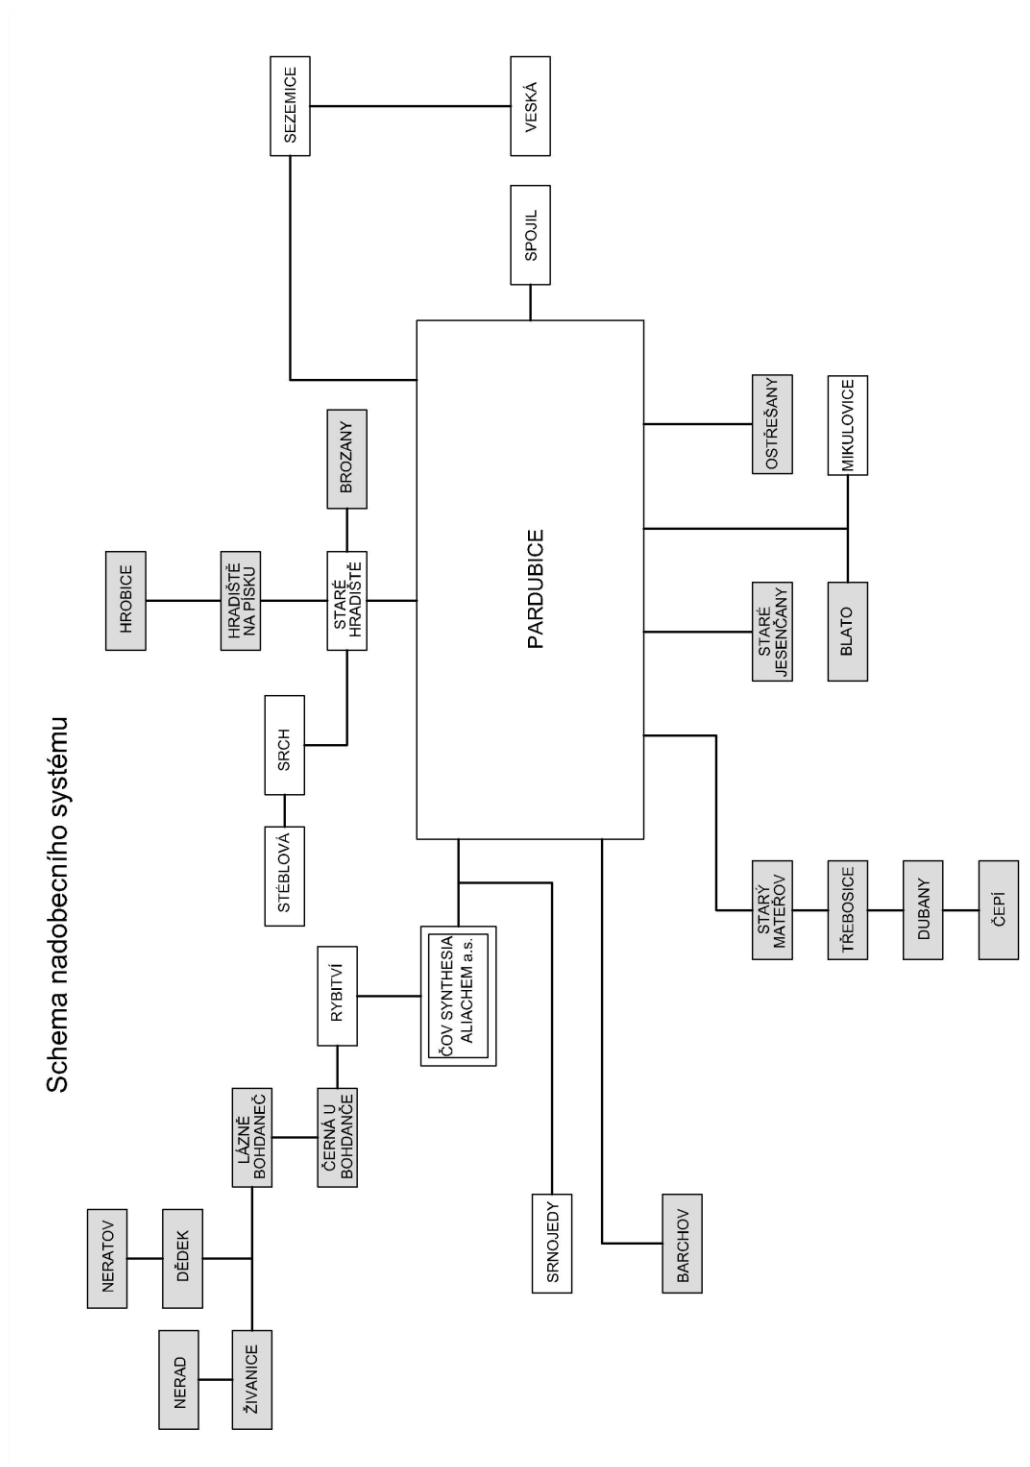 Schema nadobecního systému
NERATOV
DĚDEK
NERAD
ŽIVANICE
LÁZNĚ
BOHDANEČ
ČERNÁ U
BOHDANČE
RYBITVÍ
ČOV SYNTHESIA
ALIACHEM a.s.
STÉBLOVÁ
SRCH
HROBICE
HRADIŠTĚ
NA PÍSKU
STARÉ
HRADIŠTĚ
BROZANY
SEZEMICE
VESKÁ
SPOJIL
PARDUBICE
SRNOJEDY
BARCHOV
STARÝ
MATEŘOV
TŘEBOSICE
DUBANY
ČEPÍ
STARÉ
JESENČANY
BLATO
OSTŘEŠANY
MIKULOVICE